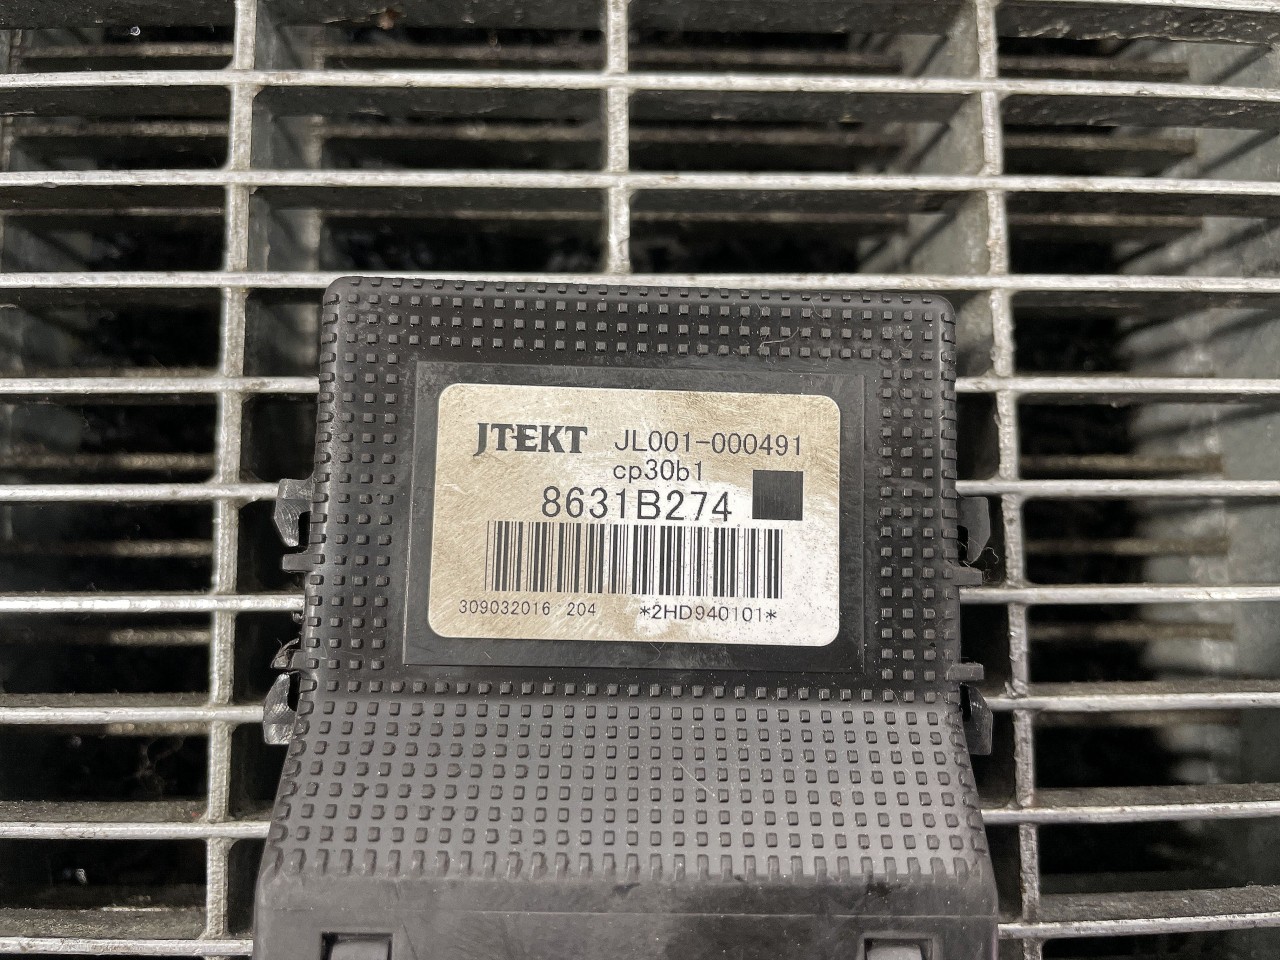 JTEKT JL001-000491
cp30b1
8631B274
309032016 204 *2HD940101*